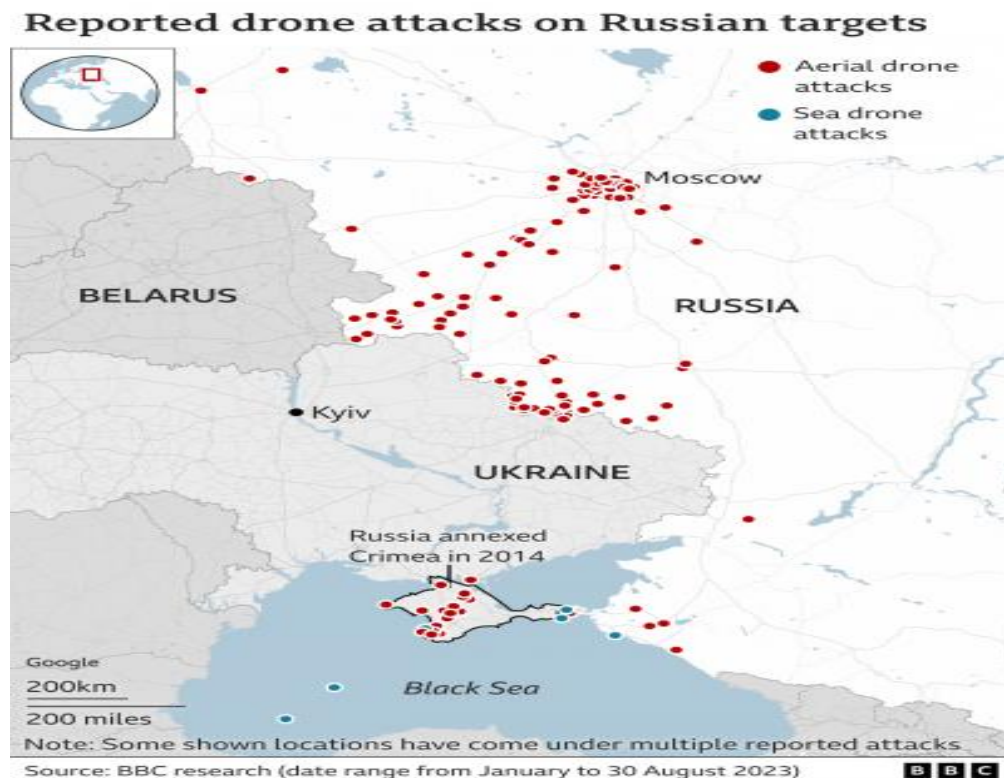 Reported drone attacks on Russian targets
Aerial drone
attacks
Sea drone
attacks
Moscow
BELARUS
RUSSIA
Kyiv
UKRAINE
Russia annexed
Crimea in 2014
Google
200km
200 miles
Black Sea
Note: Some shown locations have come under multiple reported attacks
Source: BBC research (date range from January to 30 August 2023)
BBC